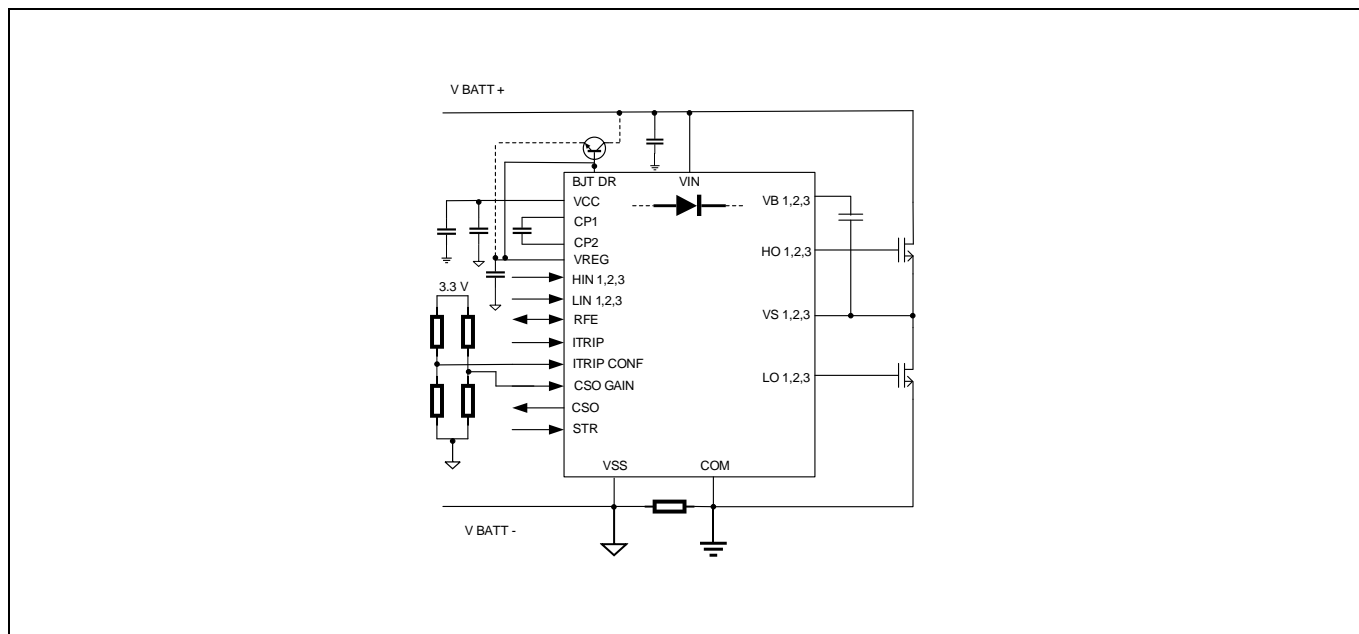 V BATT +
BJT DR
VIN
VCC
VB 1,2,3
CP1
CP2
HO 1,2,3
VREG
HIN 1,2,3
3.3 V
LIN 1,2,3
VS 1,2,3
RFE
ITRIP
ITRIP CONF
LO 1,2,3
CSO GAIN
CSO
STR
VSS
COM
V BATT -